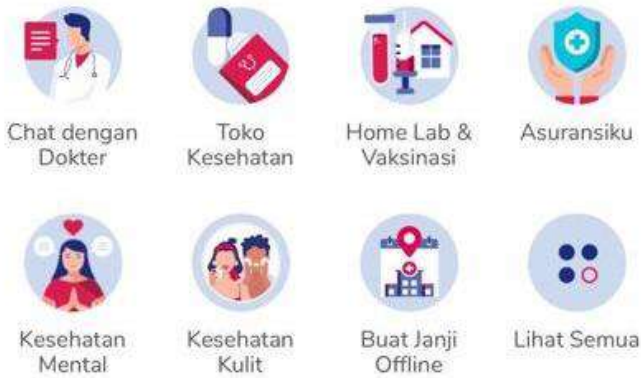 Chat dengan
Dokter
Toko
Kesehatan
Home Lab &
Vaksinasi
Asuransiku
Kesehatan
Mental
Kesehatan
Kulit
Buat Janji
Offline
Lihat Semua